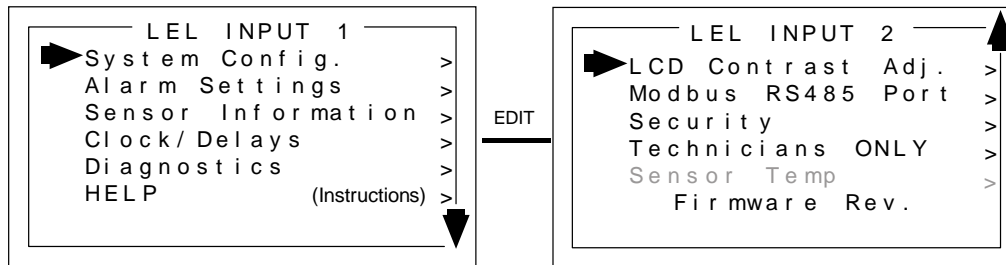 LEL INPUT 1
System Config. >
Alarm Settings >
Sensor Information >
Clock/Delays >
Diagnostics >
HELP (Instructions) >
EDIT
LEL INPUT 2
LCD Contrast Adj. >
Modbus RS485 Port >
Security >
Technicians ONLY >
Sensor Temp >
Firmware Rev.